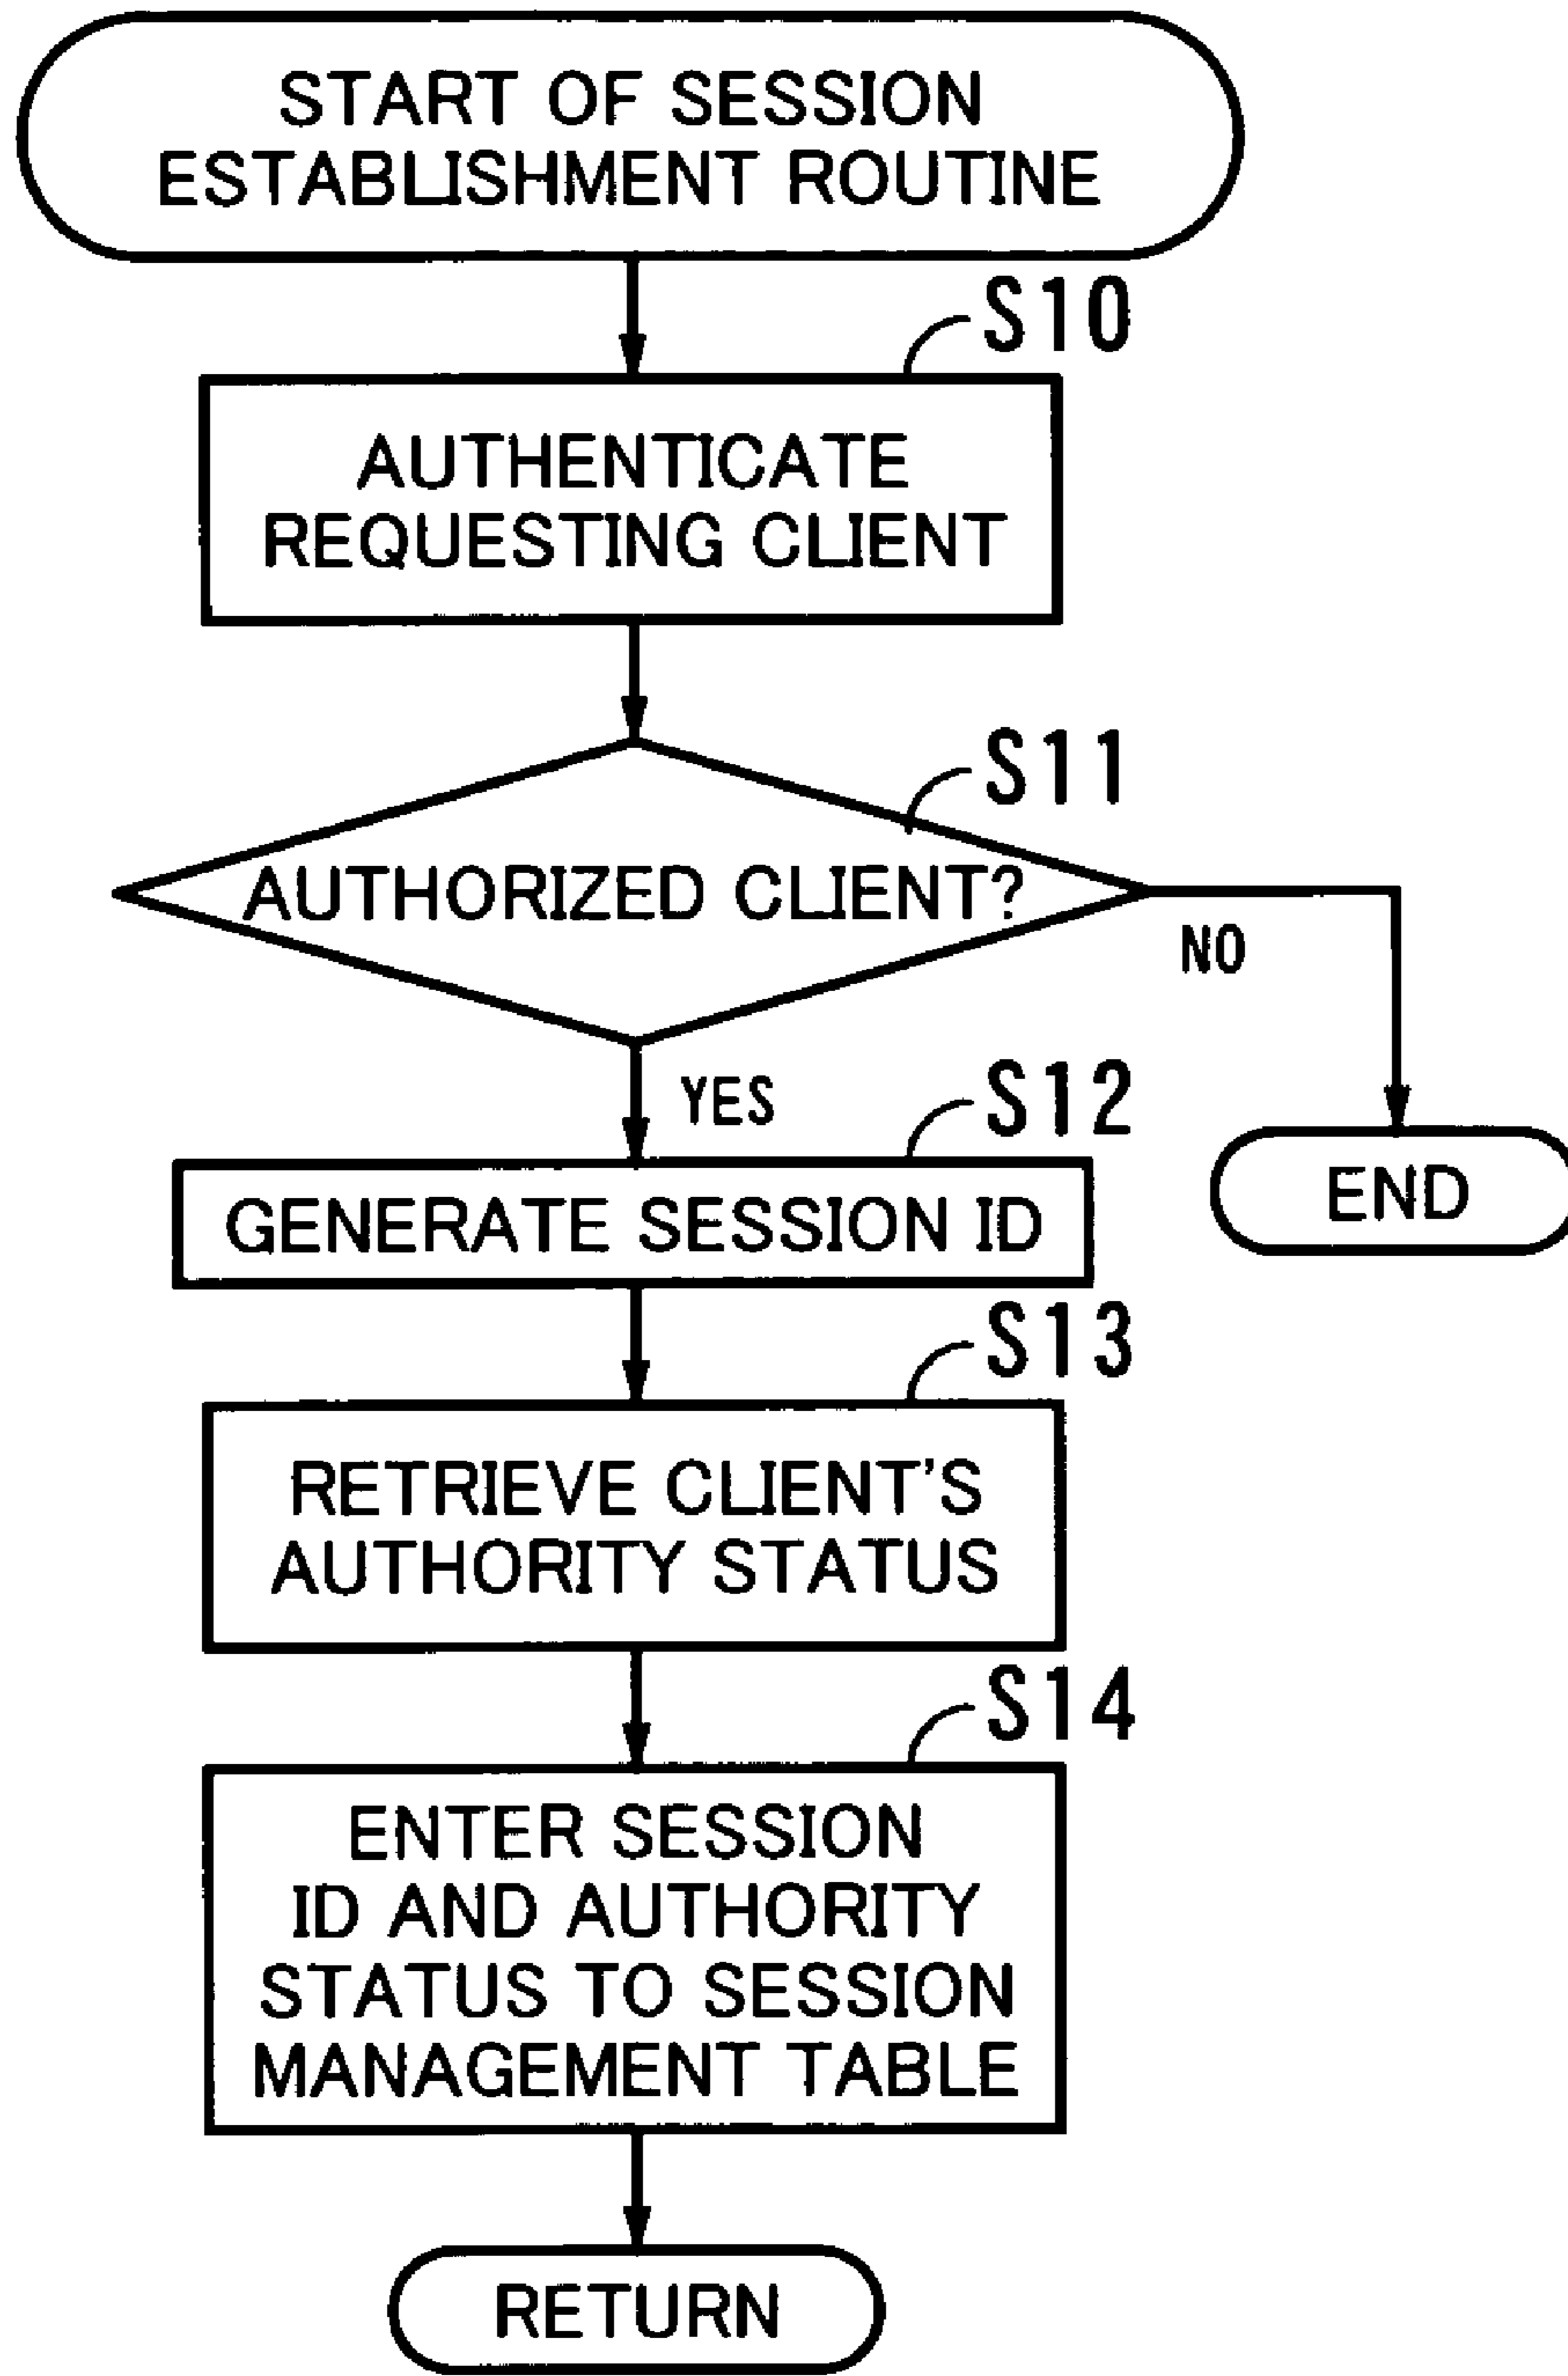 START OF SESSION
ESTABLISHMENT ROUTINE
S10
AUTHENTICATE
REQUESTING CLIENT
S11
AUTHORIZED CLIENT?
NO
YES
S12
GENERATE SESSION ID
END
S13
RETRIEVE CLIENT'S
AUTHORITY STATUS
S14
ENTER SESSION
ID AND AUTHORITY
STATUS TO SESSION
MANAGEMENT TABLE
RETURN